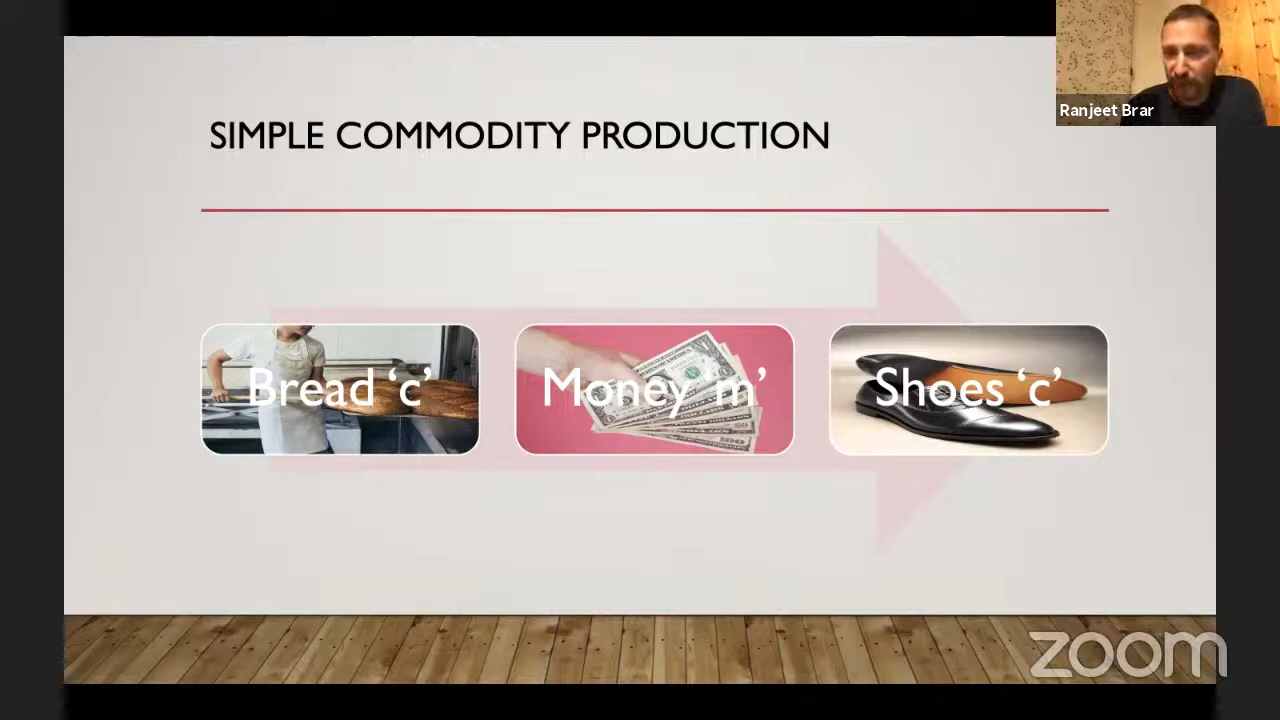 Ranjeet Brar
SIMPLE COMMODITY PRODUCTION
Bread ‘c’
Money ‘m’
Shoes ‘c’
zoom